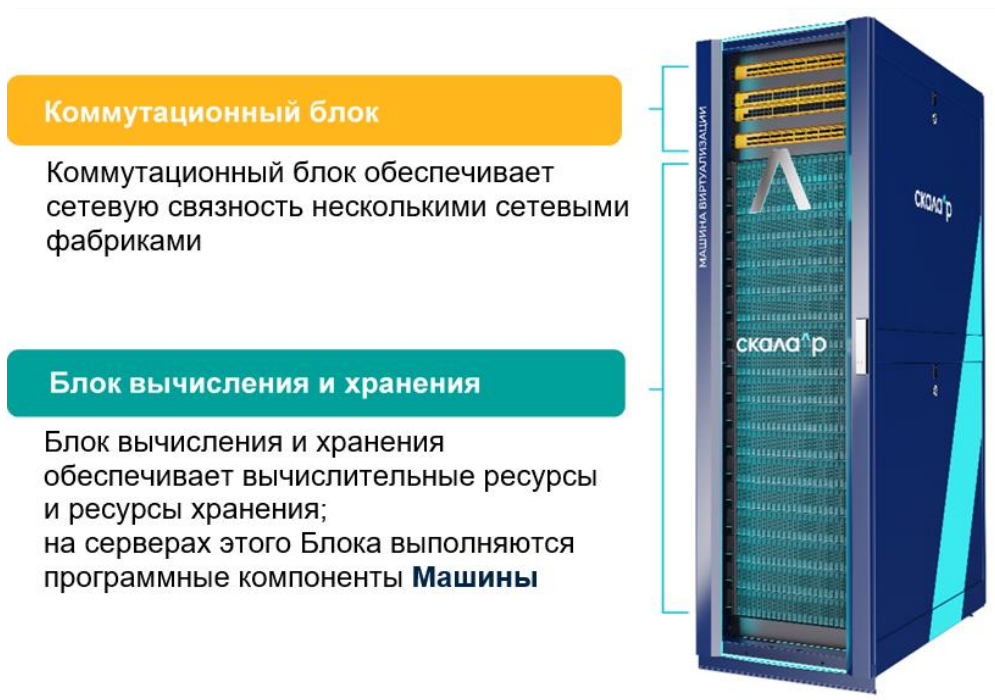 Коммутационный блок
Коммутационный блок обеспечивает
сетевую связность несколькими сетевыми
фабриками
Блок вычисления и хранения
Блок вычисления и хранения
обеспечивает вычислительные ресурсы
и ресурсы хранения;
на серверах этого Блока выполняются
программные компоненты Машины
МАШИНА ВИРТУАЛИЗАЦИИ
скала^р
скала^р